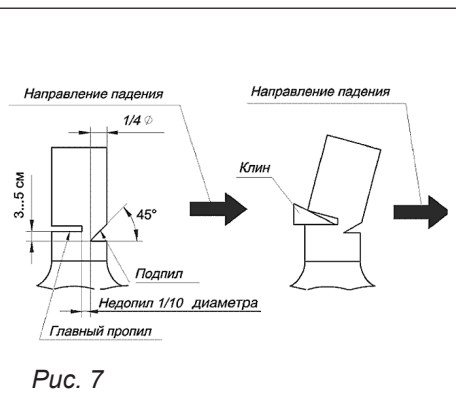 Направление падения
Направление падения
1/4 ∅
Клин
3...5 см
45°
Подпил
Недопил 1/10 диаметра
Главный пропил
Рис. 7